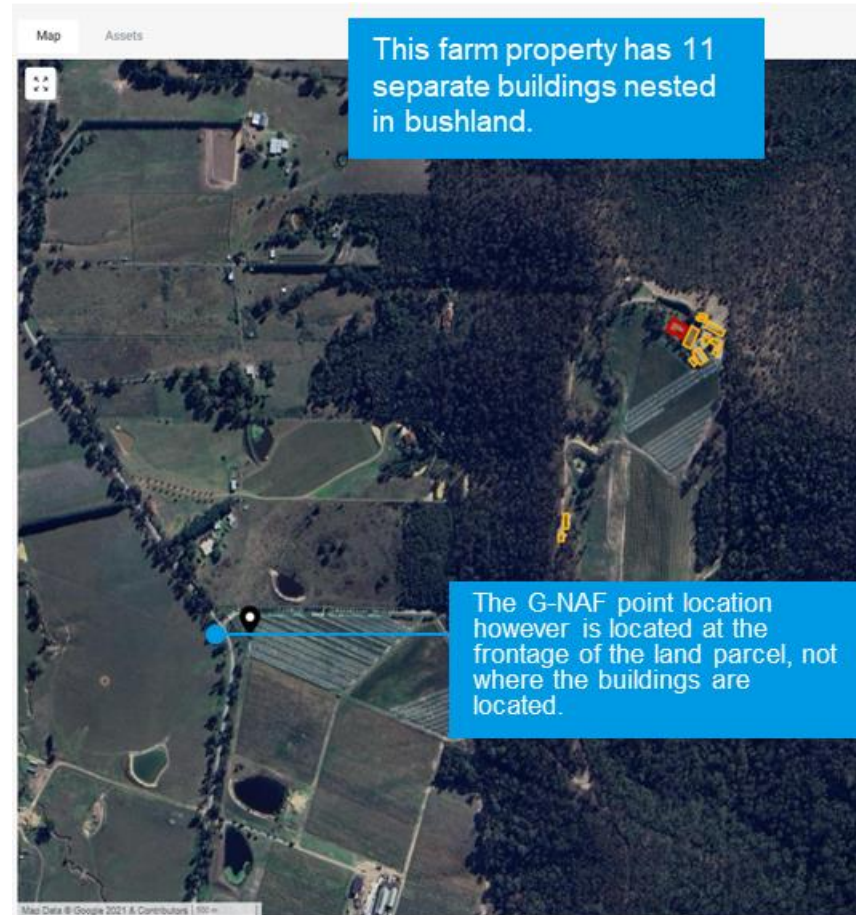 Map Assets
This farm property has 11
separate buildings nested
in bushland.
The G-NAF point location
however is located at the
frontage of the land parcel, not
where the buildings are
located.
Map Data © Google 2021 & Contributors 100 m